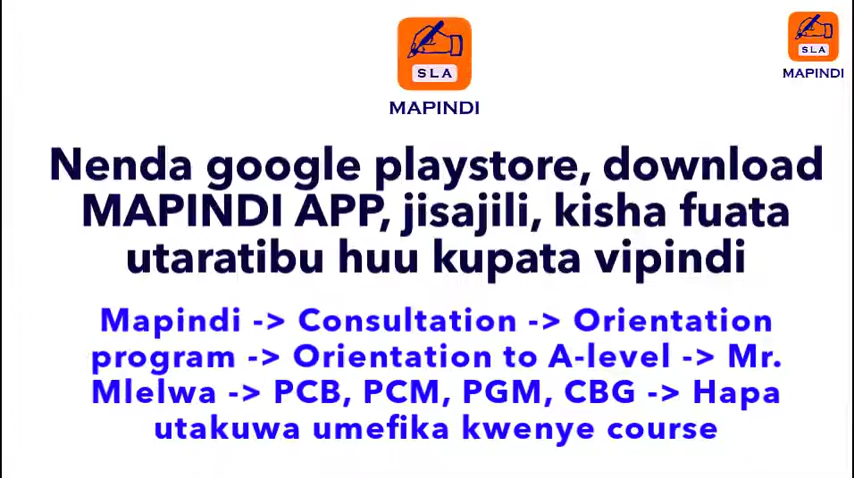 SLA
MAPINDI
SLA
MAPINDI
Nenda google playstore, download
MAPINDI APP, jisajili, kisha fuata
utaratibu huu kupata vipindi
Mapindi -> Consultation -> Orientation
program -> Orientation to A-level -> Mr.
Mlelwa -> PCB, PCM, PGM, CBG -> Hapa
utakuwa umefika kwenye course